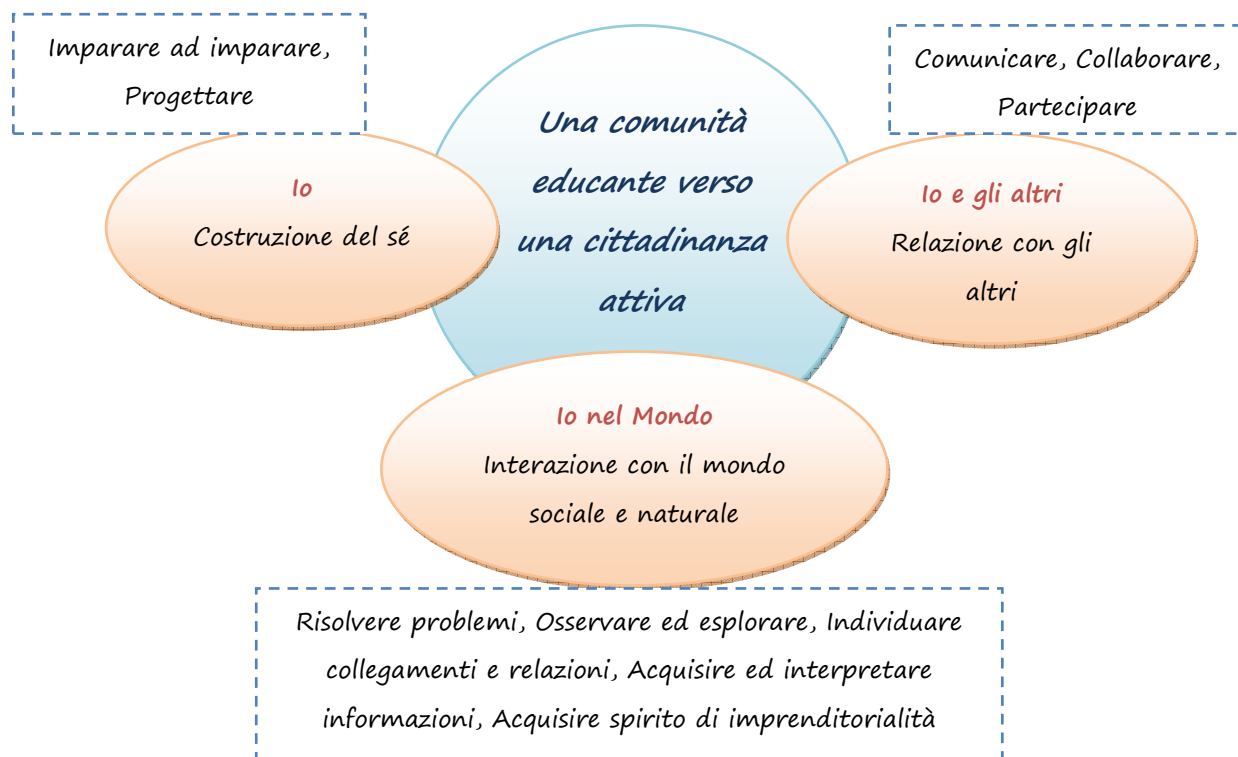 Imparare ad imparare,
Progettare
Comunicare, Collaborare,
Partecipare
Una comunità
educante verso
una cittadinanza
attiva
Io
Costruzione del sé
Io e gli altri
Relazione con gli
altri
Io nel Mondo
Interazione con il mondo
sociale e naturale
Risolvere problemi, Osservare ed esplorare, Individuare
collegamenti e relazioni, Acquisire ed interpretare
informazioni, Acquisire spirito di imprenditorialità